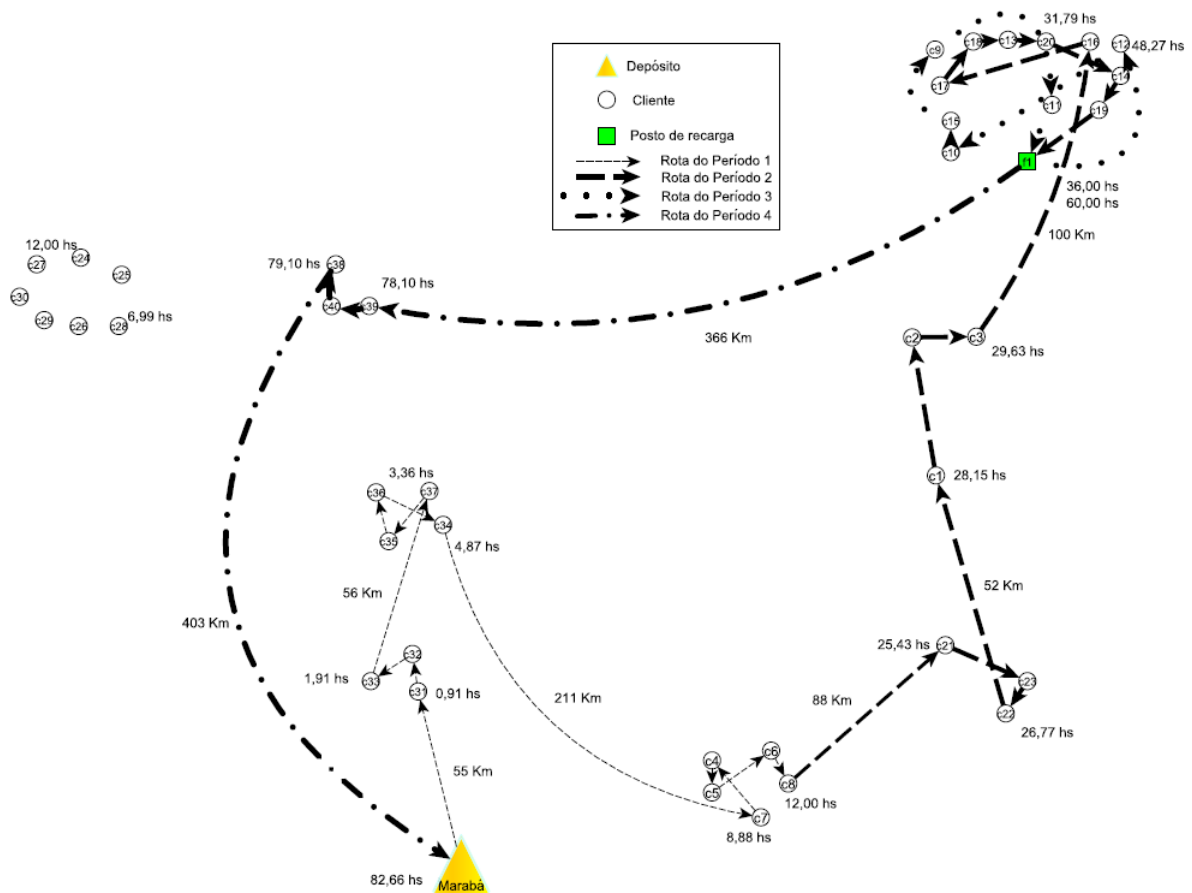 31,79 hs
c9
c18
c13
c20
c16
c12
48,27 hs
c17
c14
c11
c19
c15
c10
f1
36,00 hs
60,00 hs
100 Km
Depósito
Cliente
Posto de recarga
Rota do Período 1
Rota do Período 2
Rota do Período 3
Rota do Período 4
12,00 hs
c27
c24
c25
c30
c29
c26
c28
6,99 hs
79,10 hs
c38
78,10 hs
c40
c39
366 Km
c2
c3
29,63 hs
3,36 hs
c36
c37
c34
c35
4,87 hs
c1
28,15 hs
56 Km
52 Km
403 Km
c32
c33
1,91 hs
c31
0,91 hs
211 Km
25,43 hs
c21
c23
c22
26,77 hs
88 Km
55 Km
c4
c6
c5
c8
12,00 hs
c7
8,88 hs
82,66 hs
Marabá